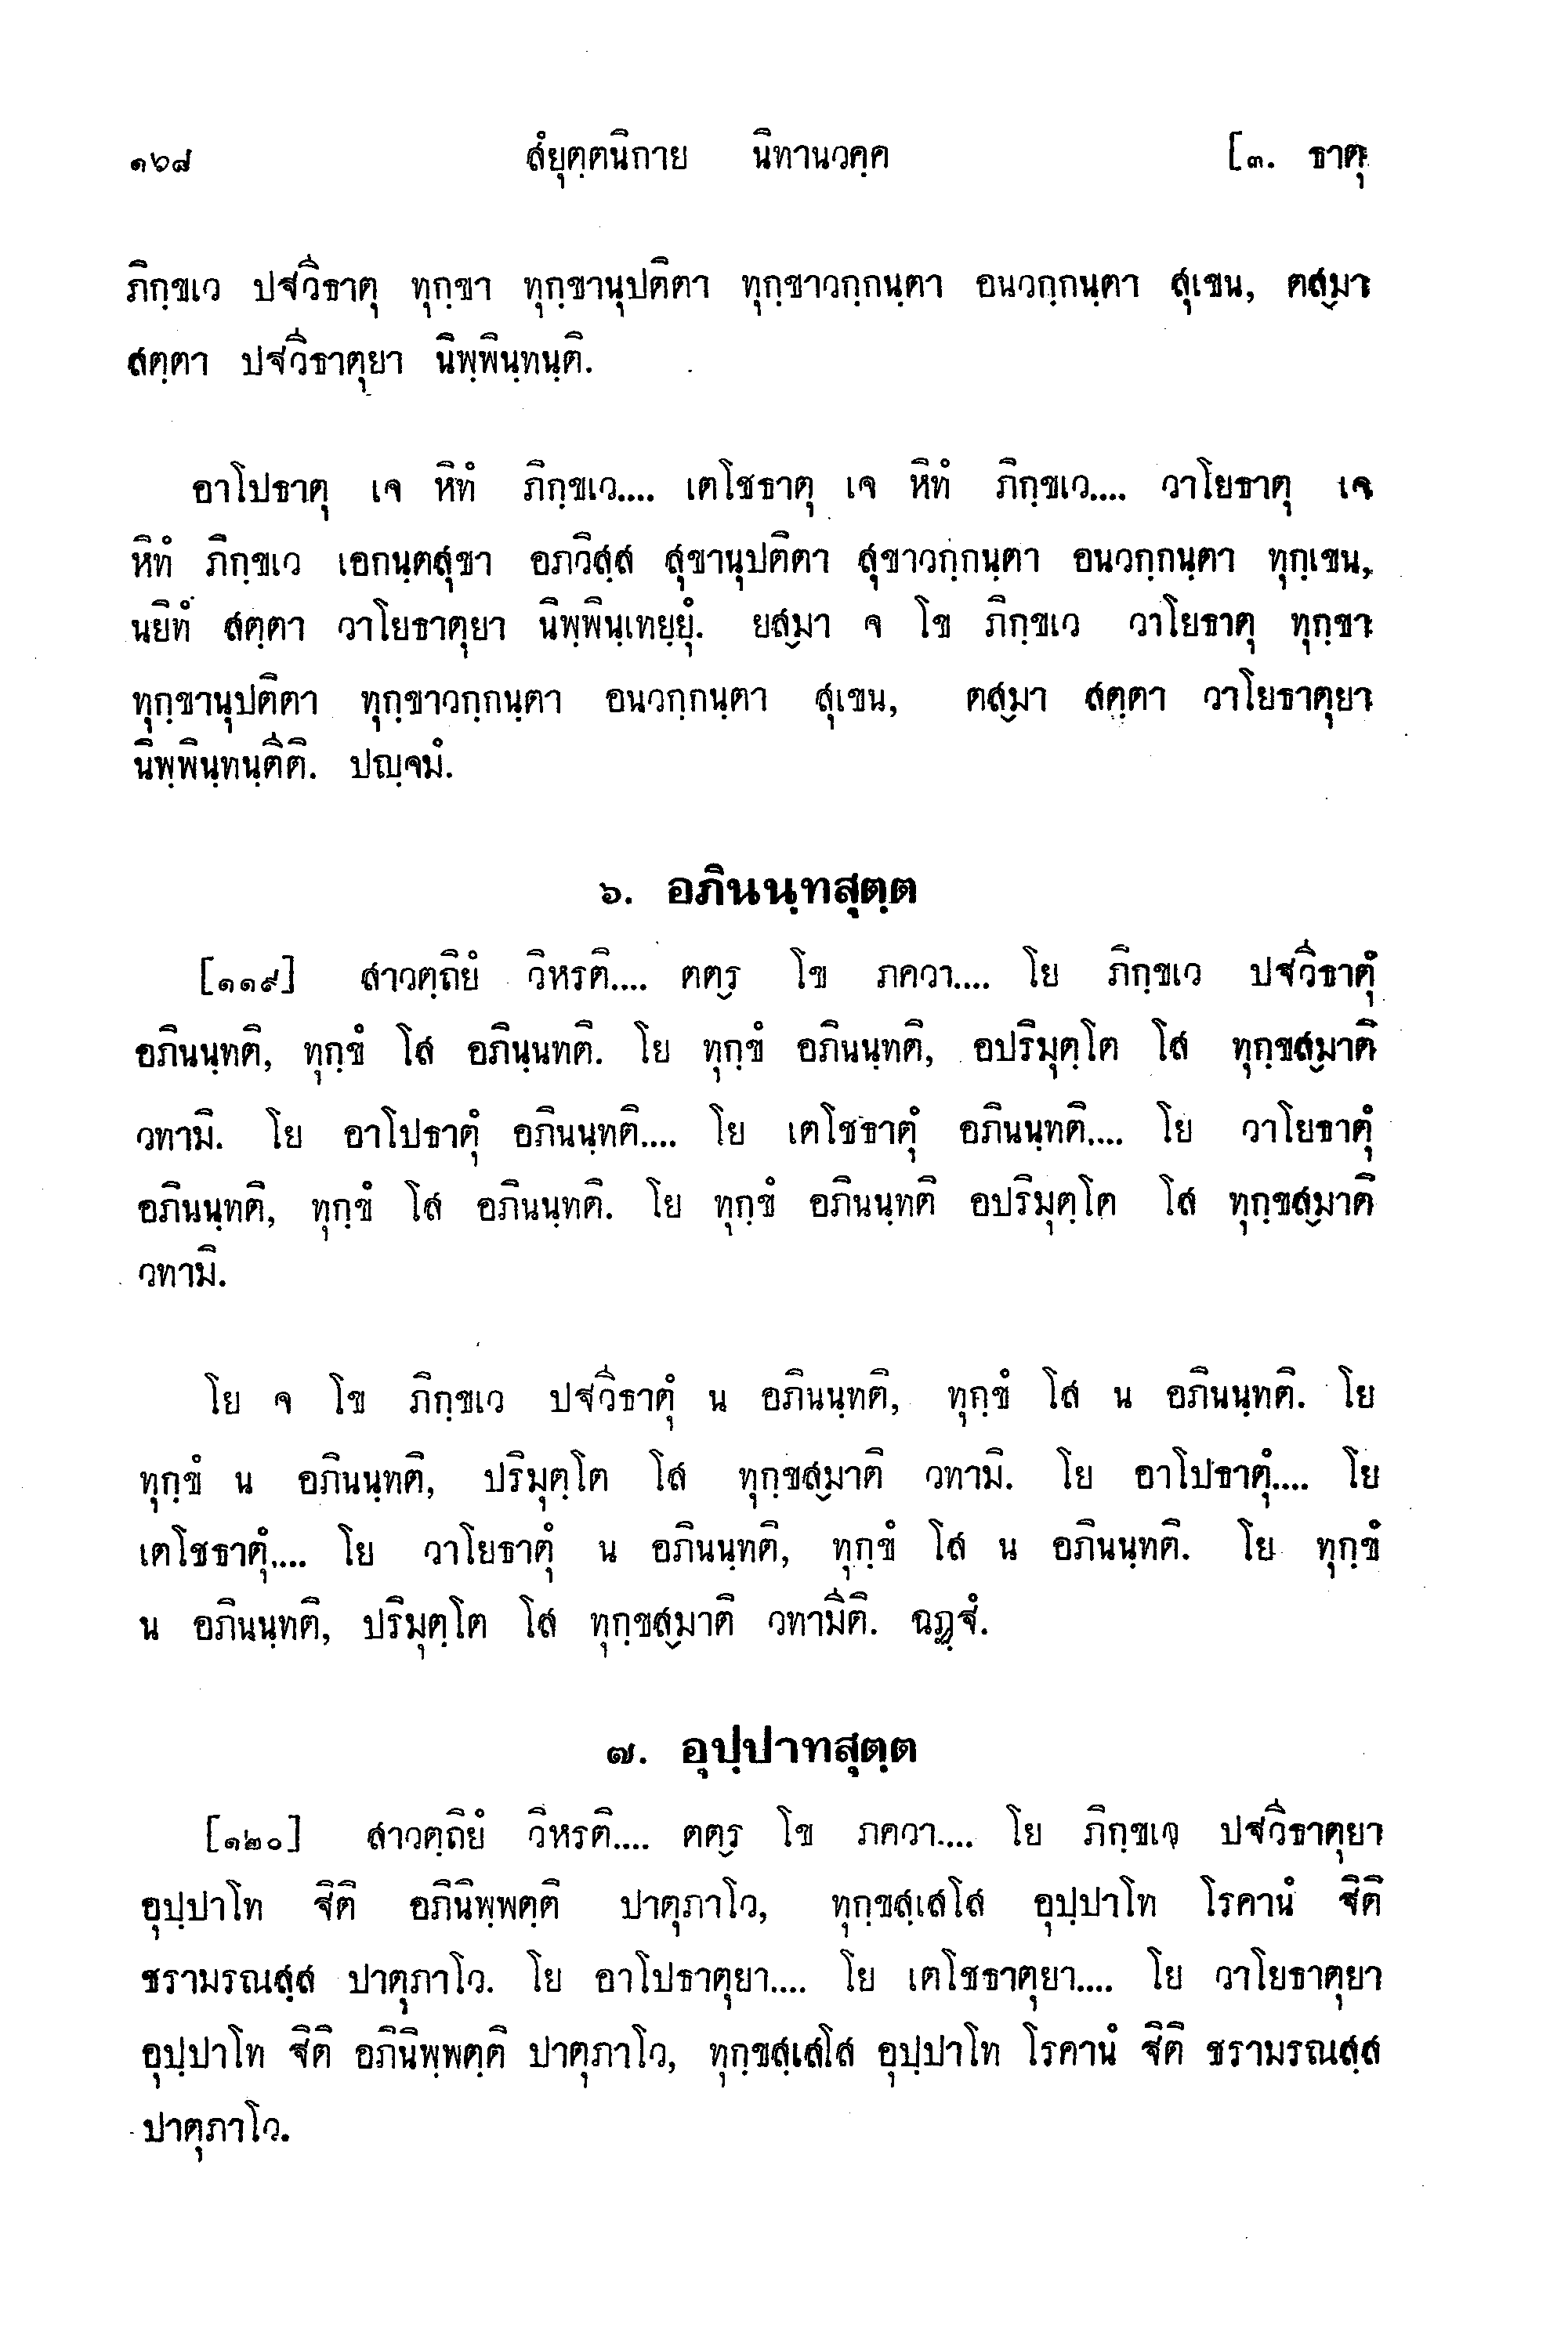 ๑๖๘ สํยุตฺตนิกาย นิทานวคฺค [๓. ธาตุ
ภิกฺขเว ปฐวีธาตุ ทุกฺขา ทุกฺขานุปติตา ทุกฺขาวกฺกนฺตา อนวกฺกนฺตา สุเขน, ตสฺมา
สตฺตา ปฐวีธาตุยา นิพฺพินฺทนฺติ.
อาโปธาตุ เจ หิทํ ภิกฺขเว.... เตโชธาตุ เจ หิทํ ภิกฺขเว.... วาโยธาตุ เจ
หิทํ ภิกฺขเว เอกนฺตสุขา อภวิสฺส สุขานุปติตา สุขาวกฺกนฺตา อนวกฺกนฺตา ทุกฺเขน,
นยิทํ สตฺตา วาโยธาตุยา นิพฺพินฺเทยฺยุํ. ยสฺมา จ โข ภิกฺขเว วาโยธาตุ ทุกฺขา
ทุกฺขานุปติตา ทุกฺขาวกฺกนฺตา อนวกฺกนฺตา สุเขน, ตสฺมา สตฺตา วาโยธาตุยา
นิพฺพินฺทนฺตีติ. ปญฺจมํ.
๖. อภินนฺทสุตฺต
[๑๑๙] สาวตฺถิยํ วิหรติ.... ตตฺร โข ภควา.... โย ภิกฺขเว ปฐวีธาตุํ
อภินนฺทติ, ทุกฺขํ โส อภินฺนทติ. โย ทุกฺขํ อภินนฺทติ, อปริมุตฺโต โส ทุกฺขสฺมาติ
วทามิ. โย อาโปธาตุํ อภินนฺทติ.... โย เตโชธาตุํ อภินนฺทติ.... โย วาโยธาตุํ
อภินนฺทติ, ทุกฺขํ โส อภินนฺทติ. โย ทุกฺขํ อภินนฺทติ อปริมุตฺโต โส ทุกฺขสฺมาติ
วทามิ.
โย จ โข ภิกฺขเว ปฐวีธาตุํ น อภินนฺทติ, ทุกฺขํ โส น อภินนฺทติ. โย
ทุกฺขํ น อภินนฺทติ, ปริมุตฺโต โส ทุกฺขสฺมาติ วทามิ. โย อาโปธาตุํ.... โย
เตโชธาตุํ.... โย วาโยธาตุํ น อภินนฺทติ, ทุกฺขํ โส น อภินนฺทติ. โย ทุกฺขํ
น อภินนฺทติ, ปริมุตฺโต โส ทุกฺขสฺมาติ วทามีติ. ฉฏฺฐํ.
๗. อุปฺปาทสุตฺต
[๑๒๐] สาวตฺถิยํ วิหรติ.... ตตฺร โข ภควา.... โย ภิกฺขเว ปฐวีธาตุยา
อุปฺปาโท ฐิติ อภินิพฺพตฺติ ปาตุภาโว, ทุกฺขสฺเสโส อุปฺปาโท โรคานํ ฐิติ
ชรามรณสฺส ปาตุภาโว. โย อาโปธาตุยา.... โย เตโชธาตุยา.... โย วาโยธาตุยา
อุปฺปาโท ฐิติ อภินิพฺพตฺติ ปาตุภาโว, ทุกฺขสฺเสโส อุปฺปาโท โรคานํ ฐิติ ชรามรณสฺส
ปาตุภาโว.